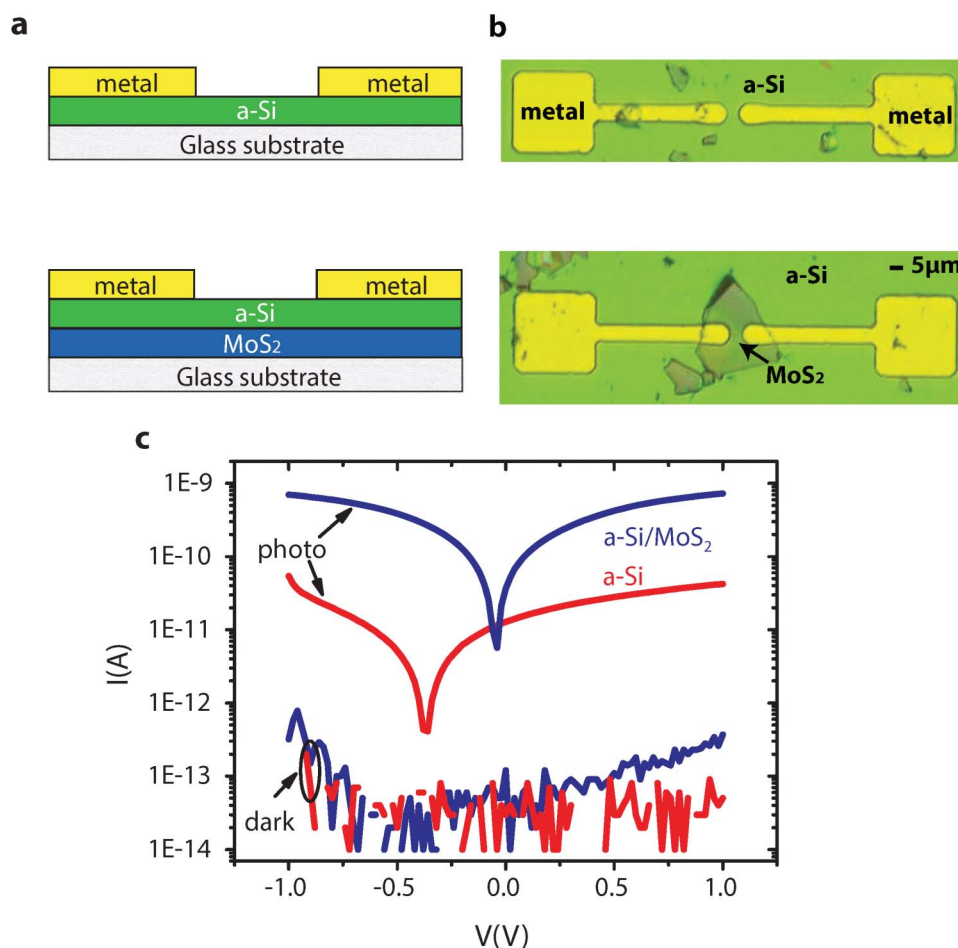 a
metal
metal
a-Si
Glass substrate
metal
metal
a-Si
MoS2
Glass substrate
b
a-Si
metal
metal
a-Si
5µm
MoS2
c
1E-9
1E-10
1E-11
1E-12
1E-13
1E-14
I(A)
photo
a-Si/MoS2
a-Si
dark
-1.0
-0.5
0.0
0.5
1.0
V(V)